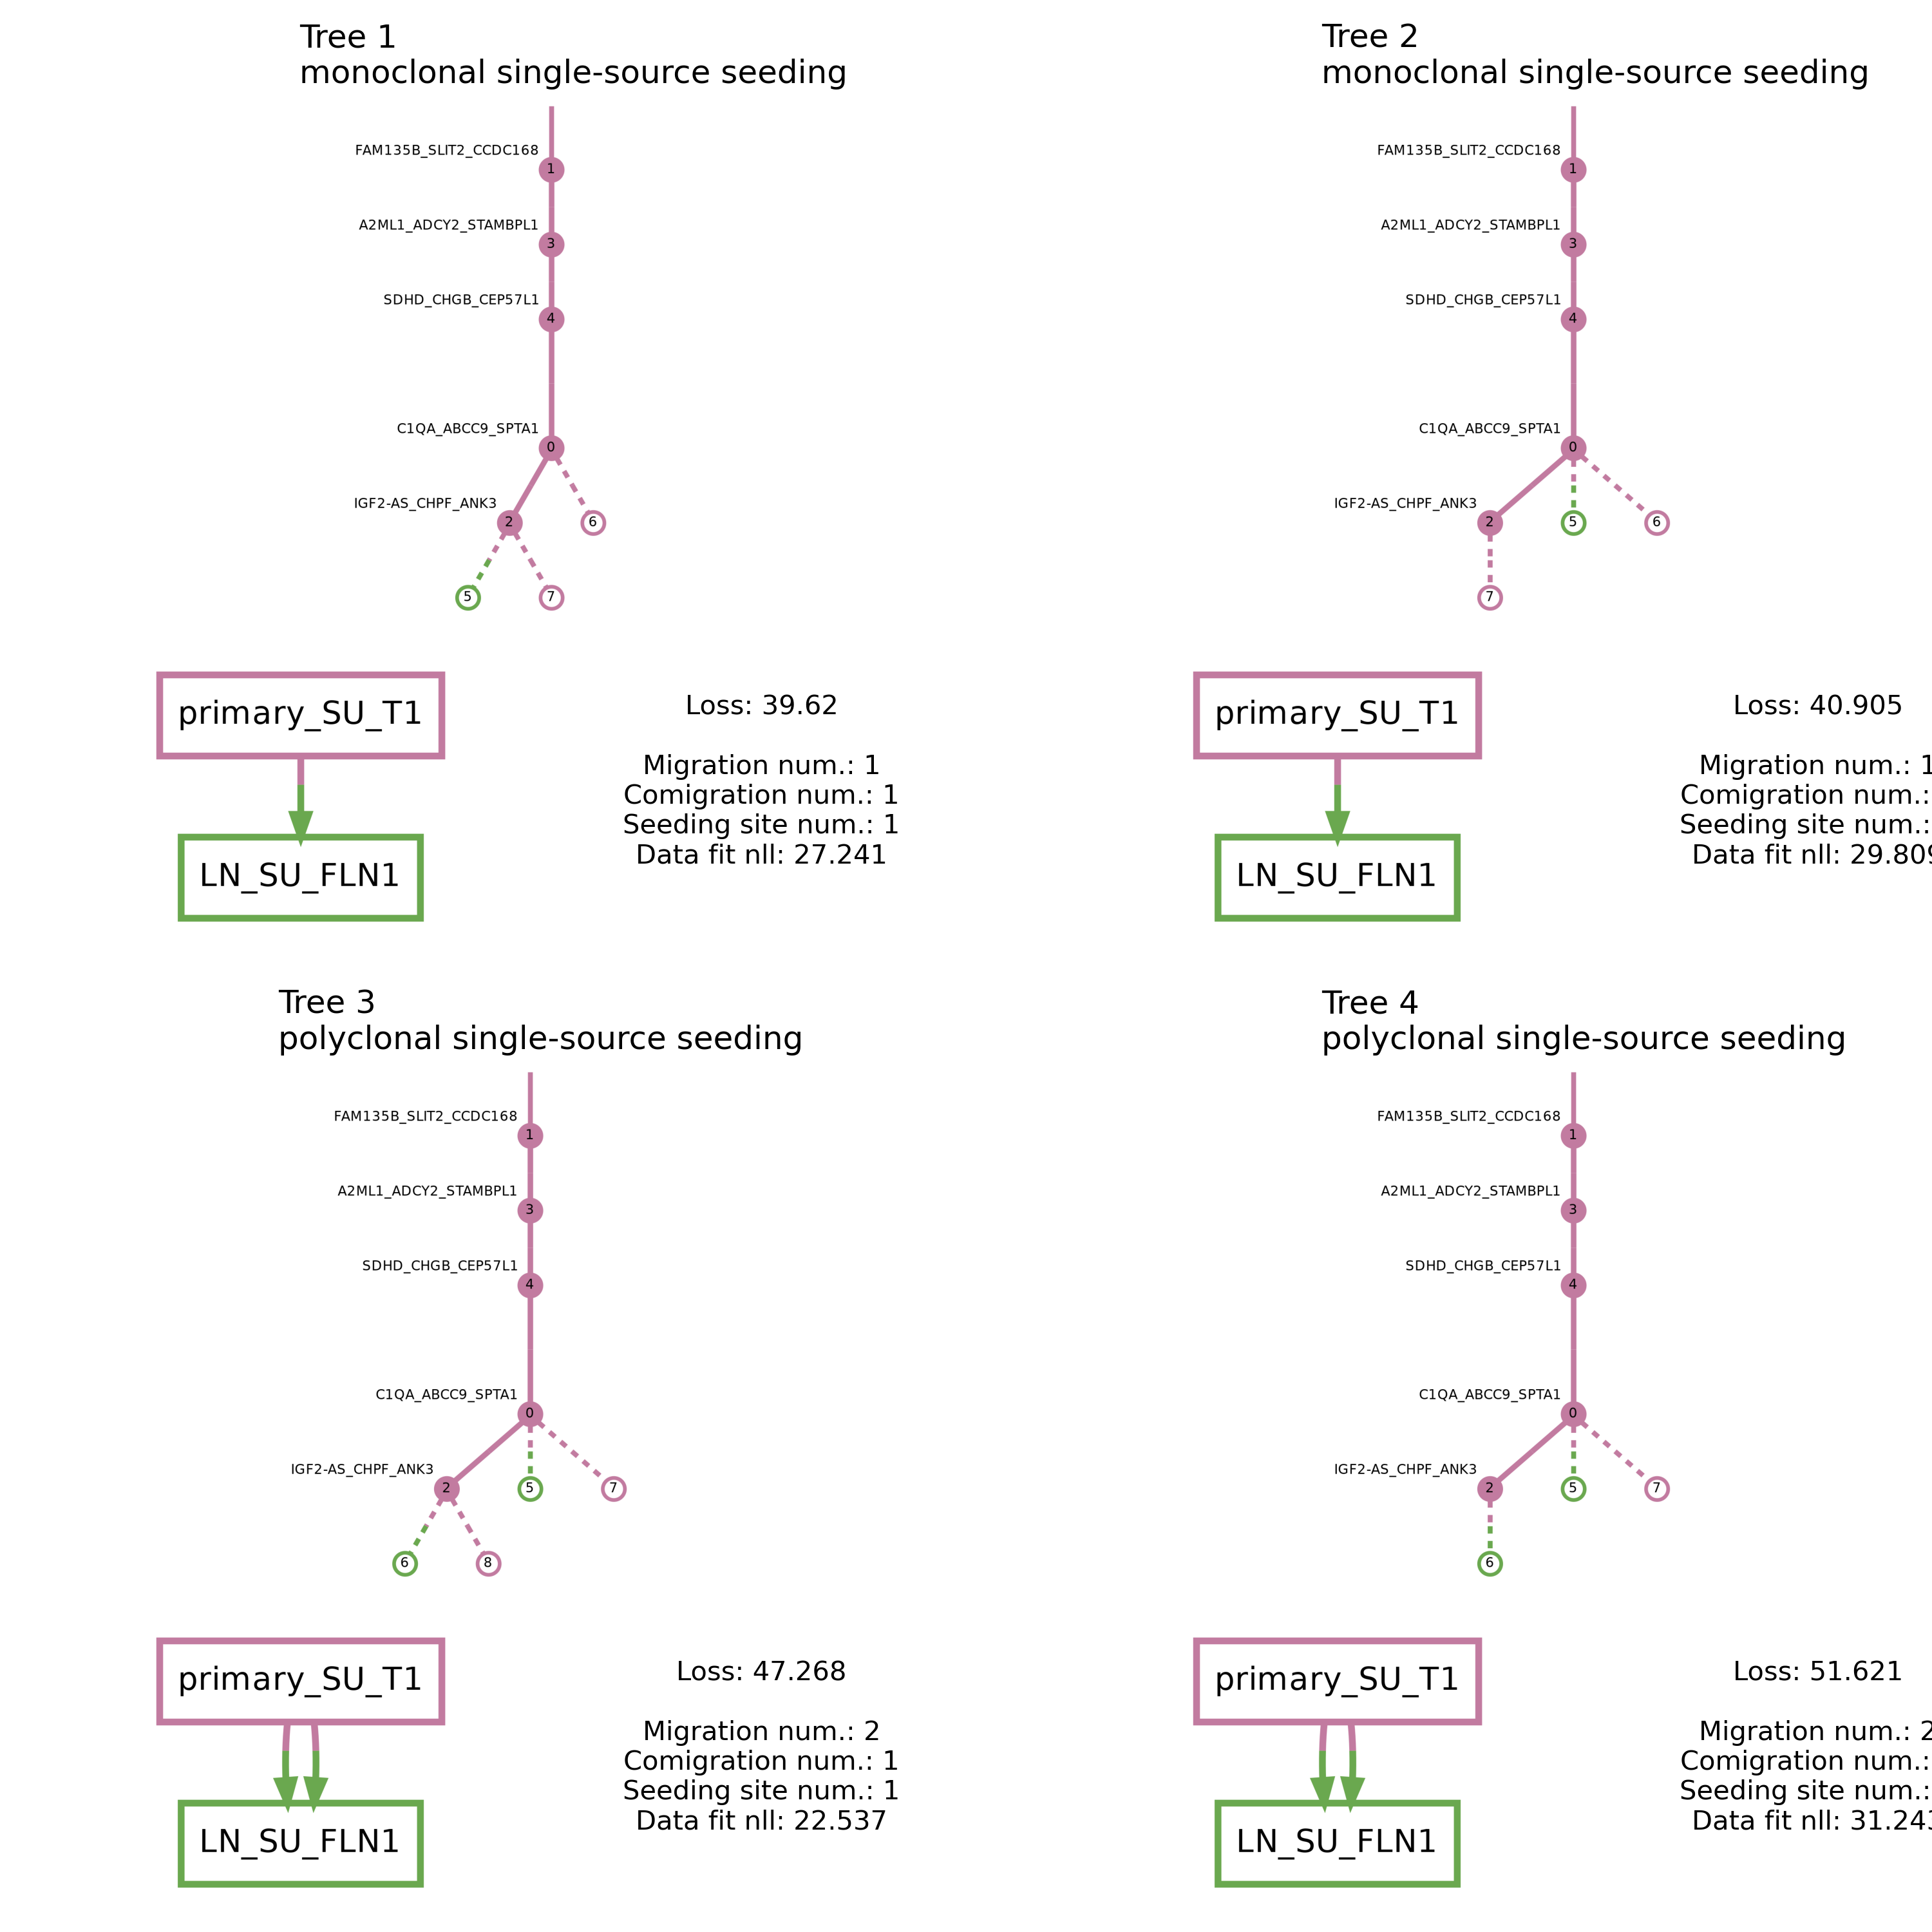 Tree 1
monoclonal single-source seeding
FAM135B_SLIT2_CCDC168
1
A2ML1_ADCY2_STAMBPL1
3
SDHD_CHGB_CEP57L1
4
C1QA_ABCC9_SPTA1
0
IGF2-AS_CHPF_ANK3
2
6
5
7
primary_SU_T1
LN_SU_FLN1
Loss: 39.62
Migration num.: 1
Comigration num.: 1
Seeding site num.: 1
Data fit nll: 27.241
Tree 2
monoclonal single-source seeding
FAM135B_SLIT2_CCDC168
1
A2ML1_ADCY2_STAMBPL1
3
SDHD_CHGB_CEP57L1
4
C1QA_ABCC9_SPTA1
0
IGF2-AS_CHPF_ANK3
2
5
6
7
primary_SU_T1
LN_SU_FLN1
Loss: 40.905
Migration num.: 1
Comigration num.:
Seeding site num.:
Data fit nll: 29.809
Tree 3
polyclonal single-source seeding
FAM135B_SLIT2_CCDC168
1
A2ML1_ADCY2_STAMBPL1
3
SDHD_CHGB_CEP57L1
4
C1QA_ABCC9_SPTA1
0
IGF2-AS_CHPF_ANK3
2
5
7
6
8
primary_SU_T1
LN_SU_FLN1
Loss: 47.268
Migration num.: 2
Comigration num.: 1
Seeding site num.: 1
Data fit nll: 22.537
Tree 4
polyclonal single-source seeding
FAM135B_SLIT2_CCDC168
1
A2ML1_ADCY2_STAMBPL1
3
SDHD_CHGB_CEP57L1
4
C1QA_ABCC9_SPTA1
0
IGF2-AS_CHPF_ANK3
2
5
7
6
primary_SU_T1
LN_SU_FLN1
Loss: 51.621
Migration num.: 2
Comigration num.:
Seeding site num.:
Data fit nll: 31.243